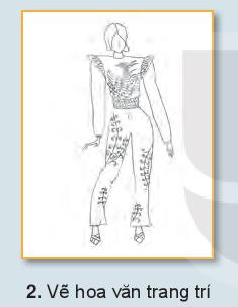 2. Vẽ hoa văn trang trí